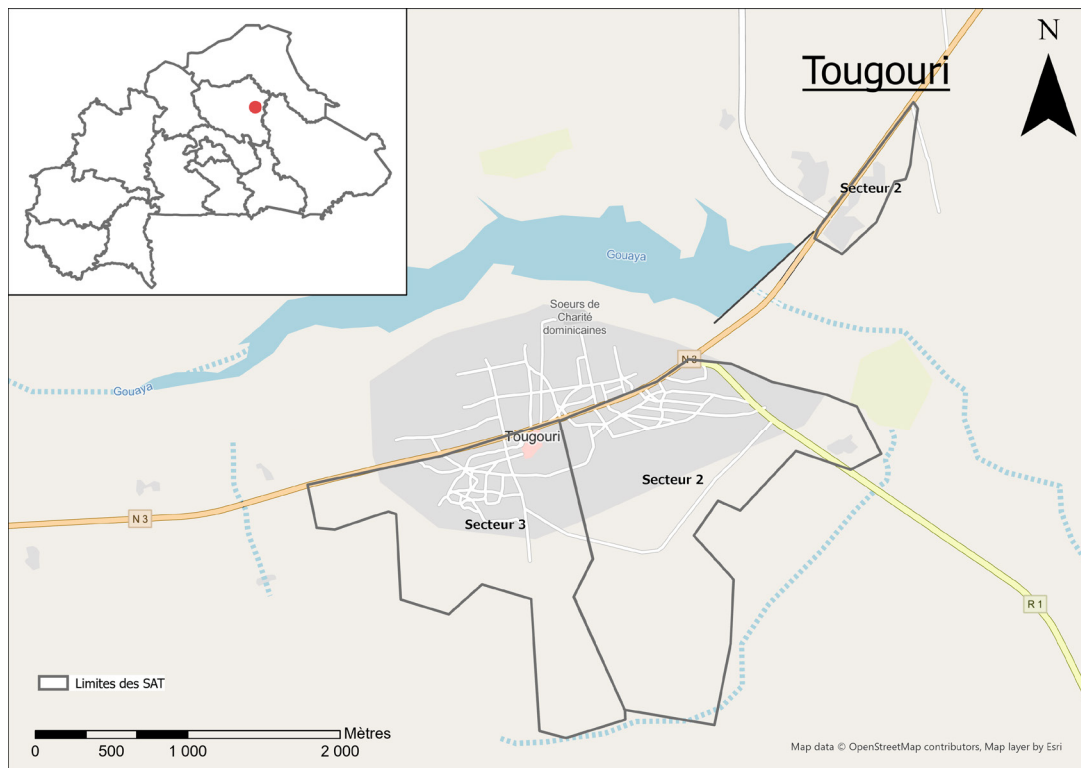 N
Tougouri
Secteur 2
Gouaya
Soeurs de
Charité
dominicaines
N 3
Gouaya
Tougouri
Secteur 2
N 3
Secteur 3
R 1
Limites des SAT
Mètres
0 500 1 000 2 000
Map data © OpenStreetMap contributors, Map layer by Esri